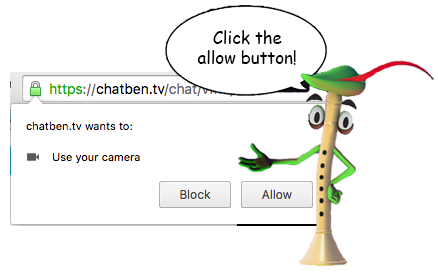 Click the
allow button!
https://chatben.tv/chat/
chatben.tv wants to:
Use your camera
Block Allow